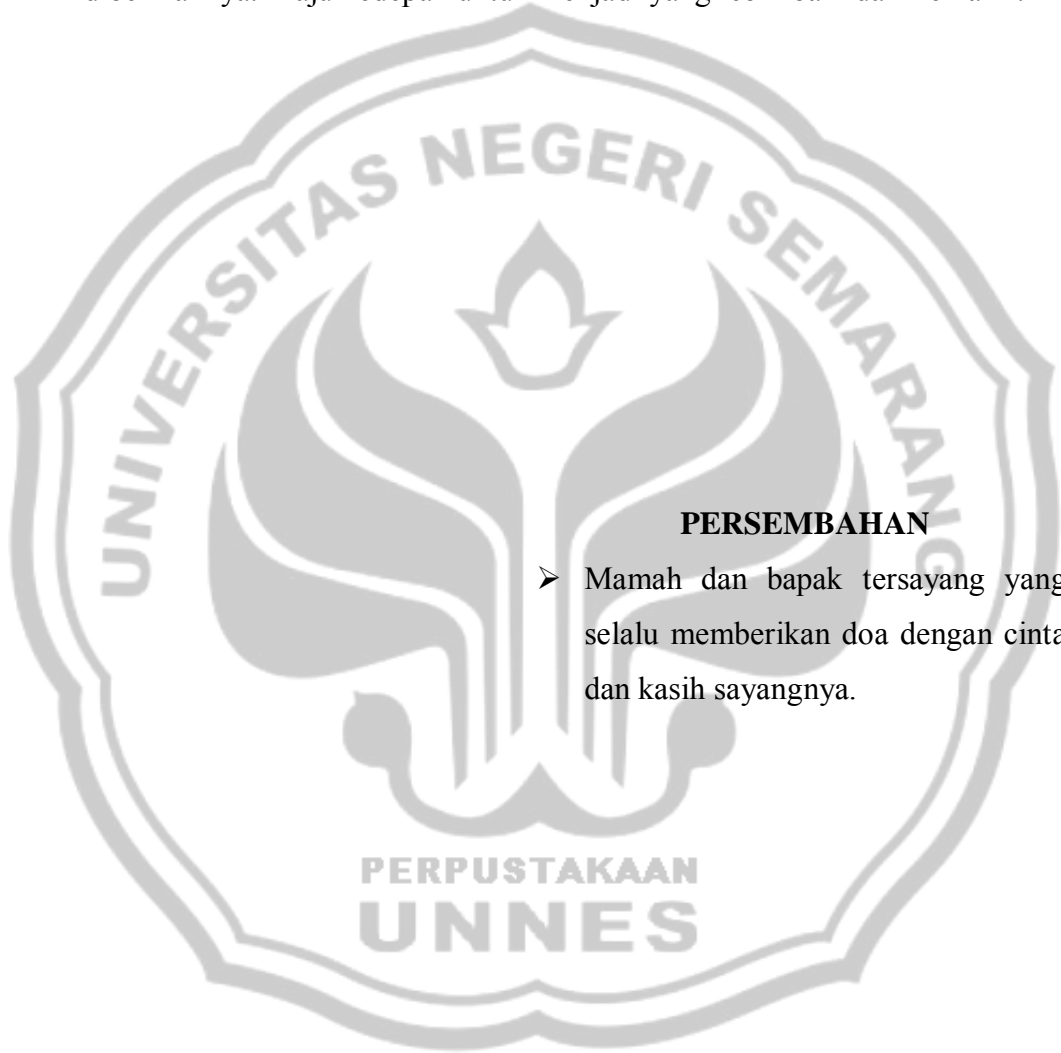 UNIVERSITAS NEGERI SEMARANG
PERSEMBAHAN
➢ Mamah dan bapak tersayang yang
selalu memberikan doa dengan cinta
dan kasih sayangnya.
PERPUSTAKAAN
UNNES